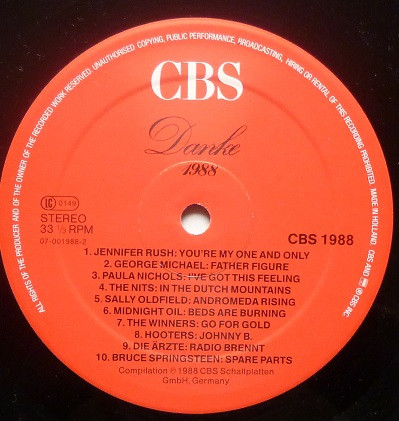 ALL RIGHTS OF THE PRODUCER AND OF THE OWNER OF THE RECORDED WORK RESERVED. UNAUTHORISED COPYING, PUBLIC PERFORMANCE, BROADCASTING, HIRING OR RENTAL OF THIS RECORDING PROHIBITED. MADE IN HOLLAND. CBS AND ARE ® CBS INC.
CBS
Danke
1988
LC 0149
STEREO
33 1/3 RPM
07-001988-2
CBS 1988
1. JENNIFER RUSH: YOU'RE MY ONE AND ONLY
2. GEORGE MICHAEL: FATHER FIGURE
3. PAULA NICHOLS: I'VE GOT THIS FEELING
4. THE NITS: IN THE DUTCH MOUNTAINS
5. SALLY OLDFIELD: ANDROMEDA RISING
6. MIDNIGHT OIL: BEDS ARE BURNING
7. THE WINNERS: GO FOR GOLD
8. HOOTERS: JOHNNY B.
9. DIE ÄRZTE: RADIO BRENNT
10. BRUCE SPRINGSTEEN: SPARE PARTS
Compilation ℗ 1988 CBS Schallplatten
GmbH, Germany